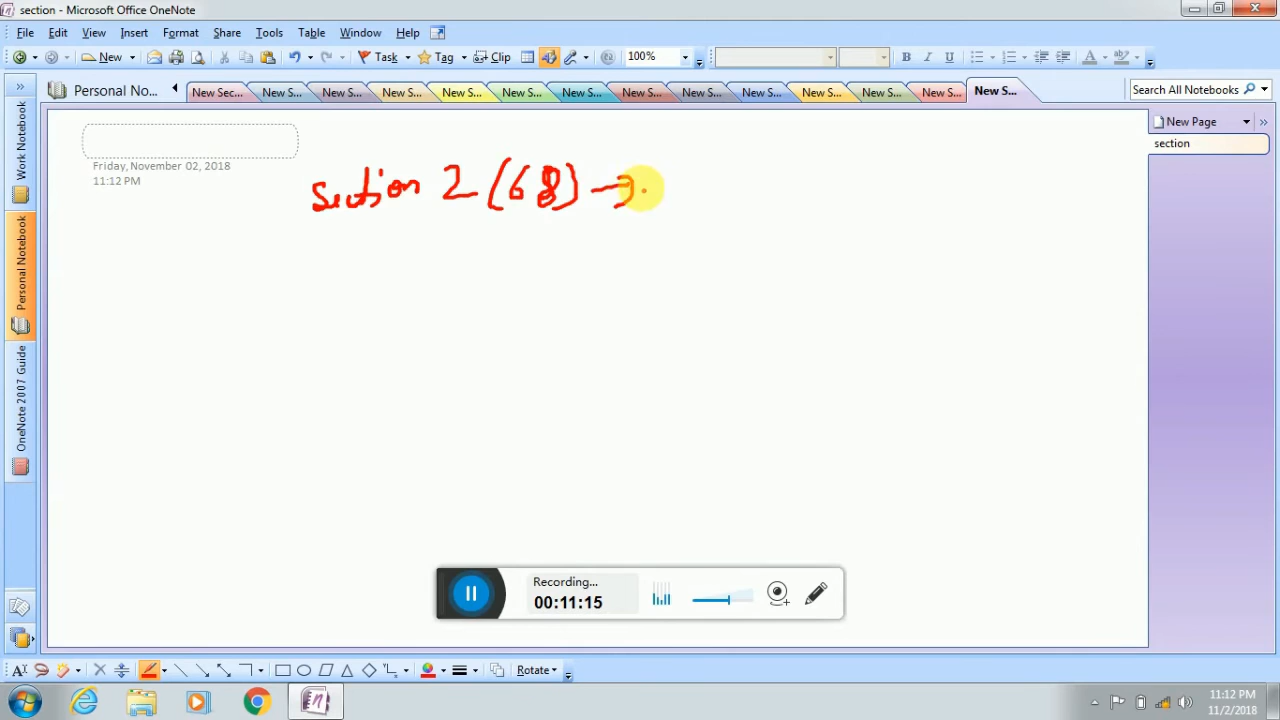 section - Microsoft Office OneNote
File Edit View Insert Format Share Tools Table Window Help
New Task Tag Clip 100% B I U A ab
Personal No... New Sec... New S... New S... New S... New S... New S... New S... New S... New S... New S... New S... New S... New S... New S... Search All Notebooks
New Page
section
Work Notebook
Personal Notebook
OneNote 2007 Guide
Friday, November 02, 2018
11:12 PM
section 2 (68) →
Recording...
00:11:15
A Rotate
11:12 PM
11/2/2018